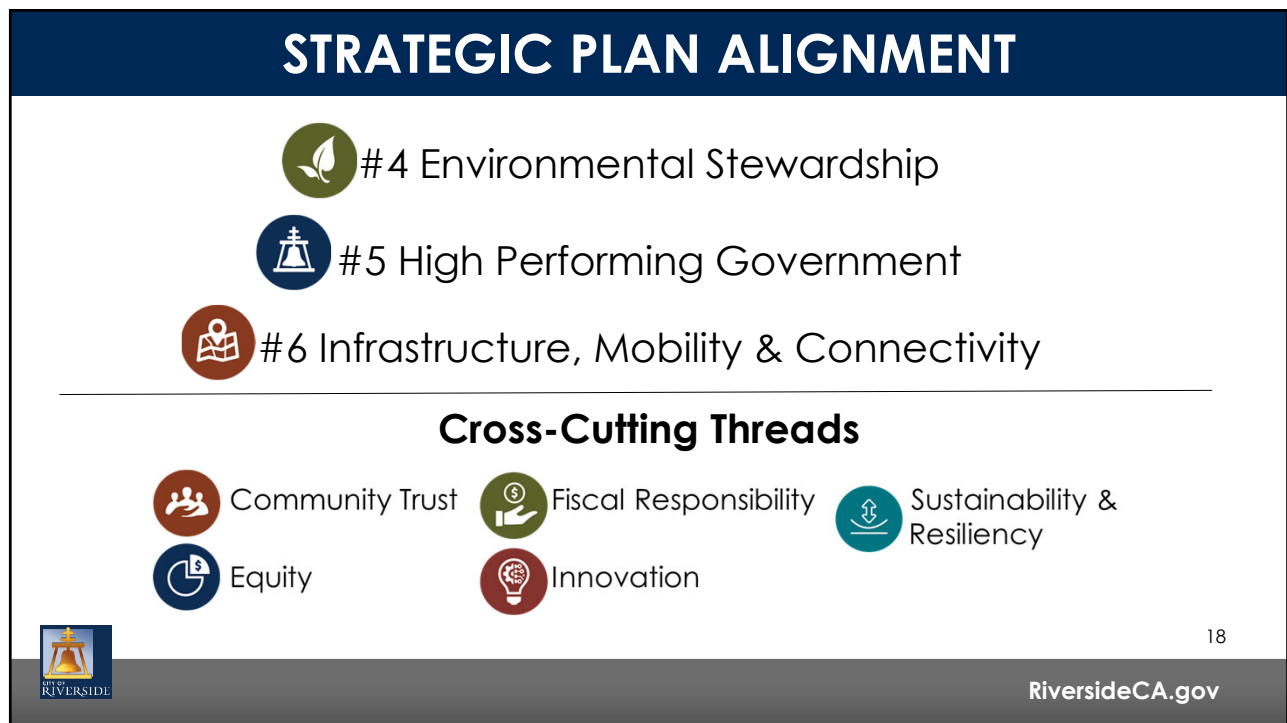 STRATEGIC PLAN ALIGNMENT
#4 Environmental Stewardship
#5 High Performing Government
#6 Infrastructure, Mobility & Connectivity
Cross-Cutting Threads
Community Trust
Fiscal Responsibility
Sustainability &
Resiliency
Equity
Innovation
18
CITY OF
RIVERSIDE
RiversideCA.gov